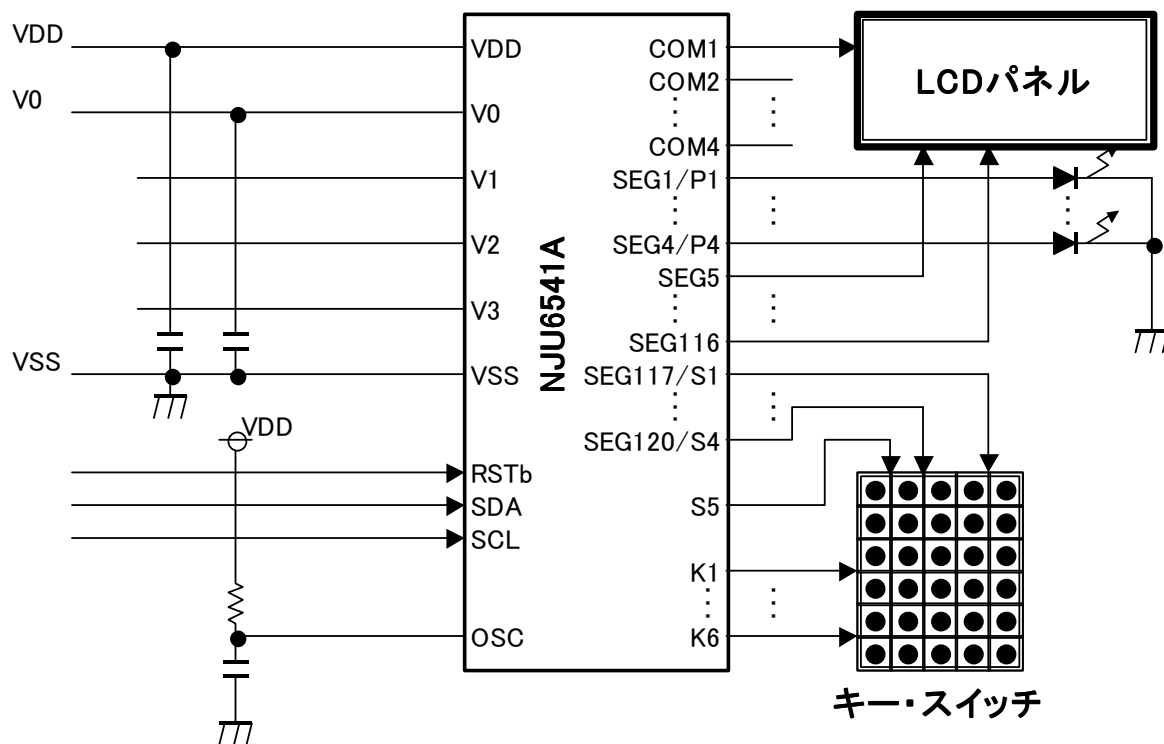 VDD
V0
VSS
VDD
VDD
V0
V1
V2
V3
VSS
RSTb
SDA
SCL
OSC
NJU6541A
COM1
COM2
COM4
SEG1/P1
SEG4/P4
SEG5
SEG116
SEG117/S1
SEG120/S4
S5
K1
K6
LCDパネル
キー・スイッチ